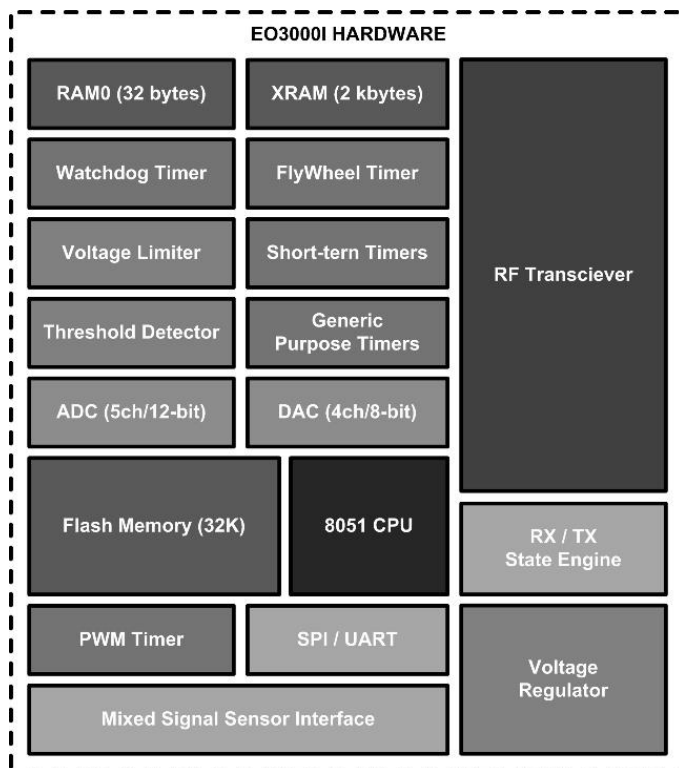 EO3000I HARDWARE
RAM0 (32 bytes)
XRAM (2 kbytes)
Watchdog Timer
FlyWheel Timer
Voltage Limiter
Short-tern Timers
RF Transciever
Threshold Detector
Generic
Purpose Timers
ADC (5ch/12-bit)
DAC (4ch/8-bit)
Flash Memory (32K)
8051 CPU
RX / TX
State Engine
PWM Timer
SPI / UART
Voltage
Regulator
Mixed Signal Sensor Interface